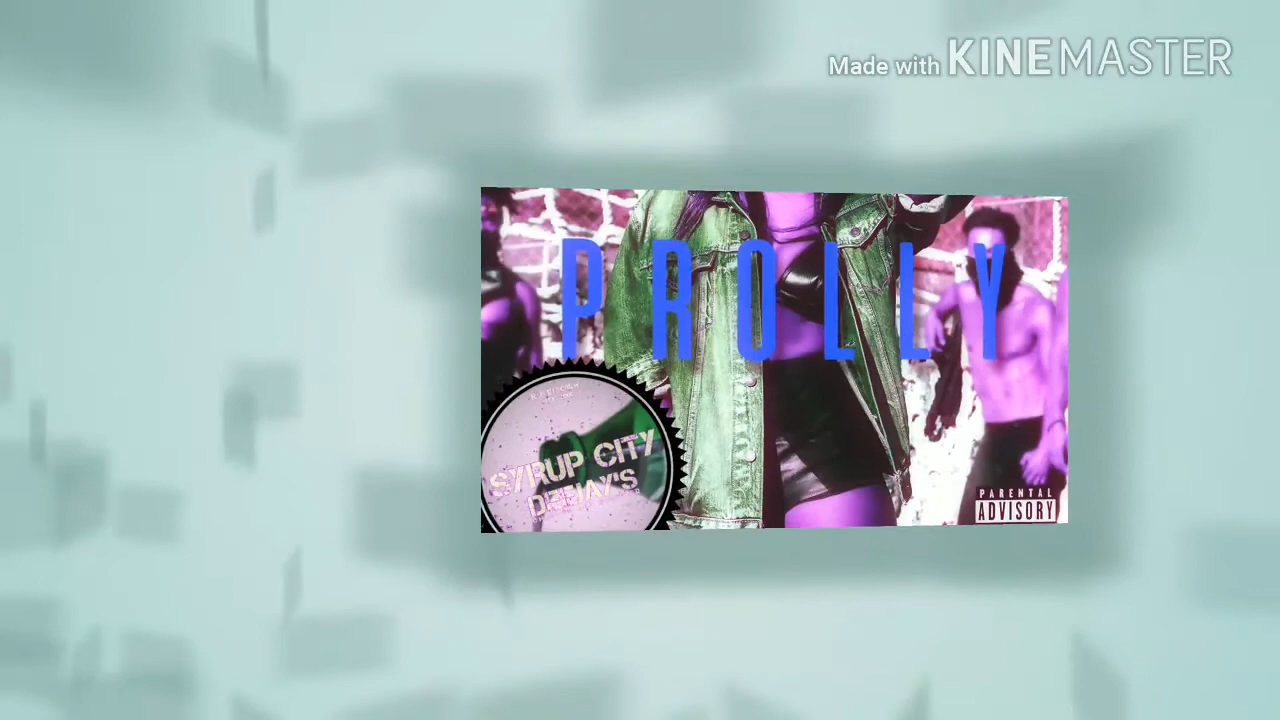 Made with KINEMASTER
PROLLY
SYRUP CITY
DEEJAY'S
PARENTAL
ADVISORY